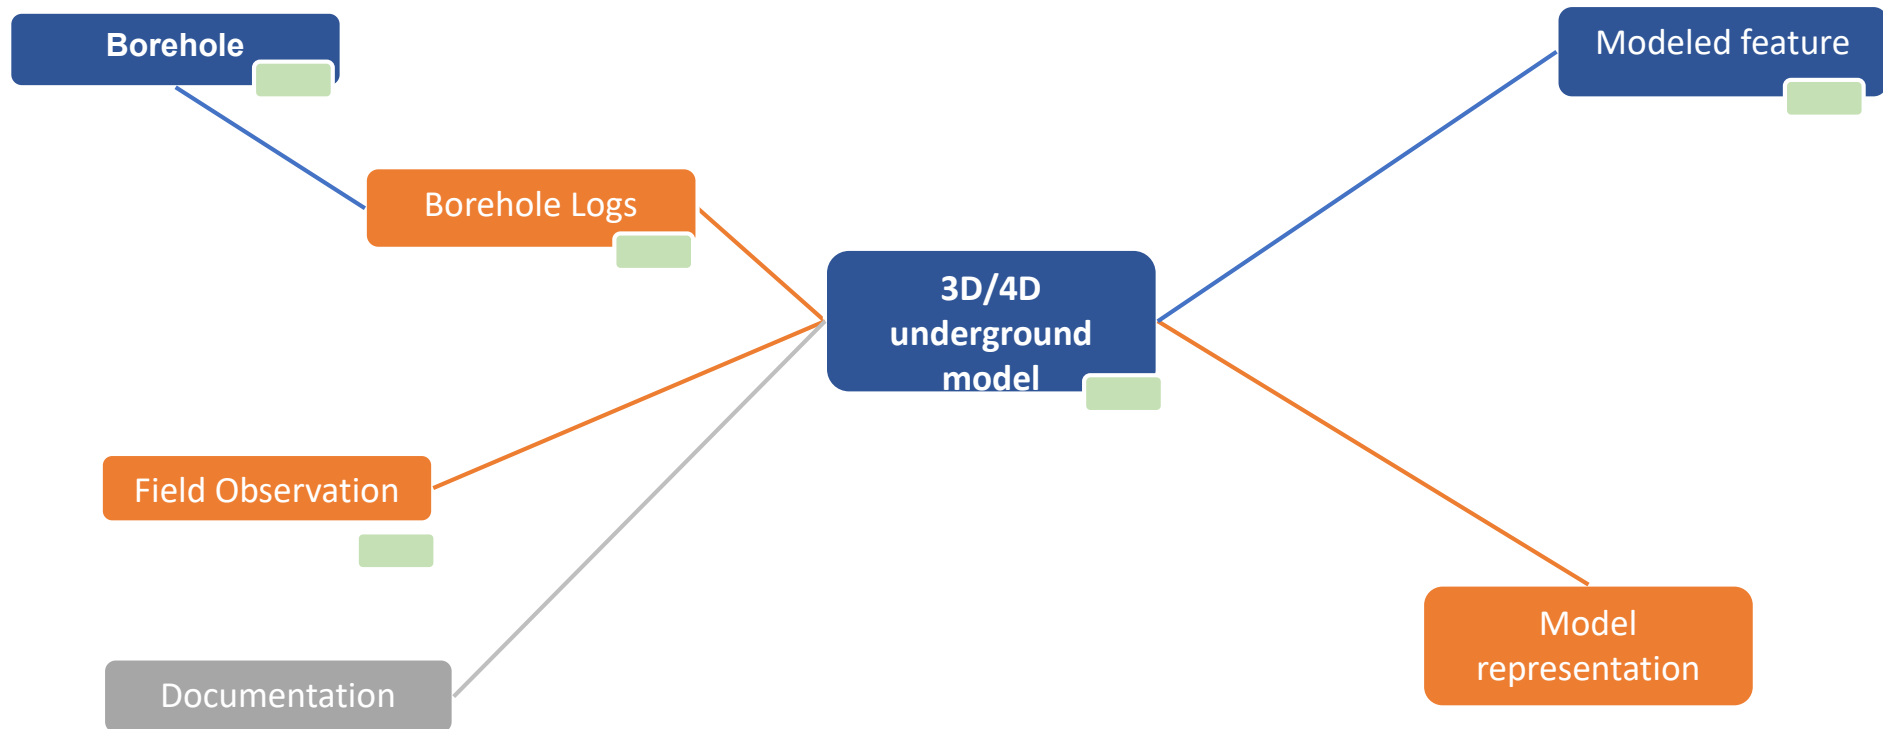 Borehole
Modeled feature
Borehole Logs
3D/4D
underground
model
Field Observation
Model
representation
Documentation